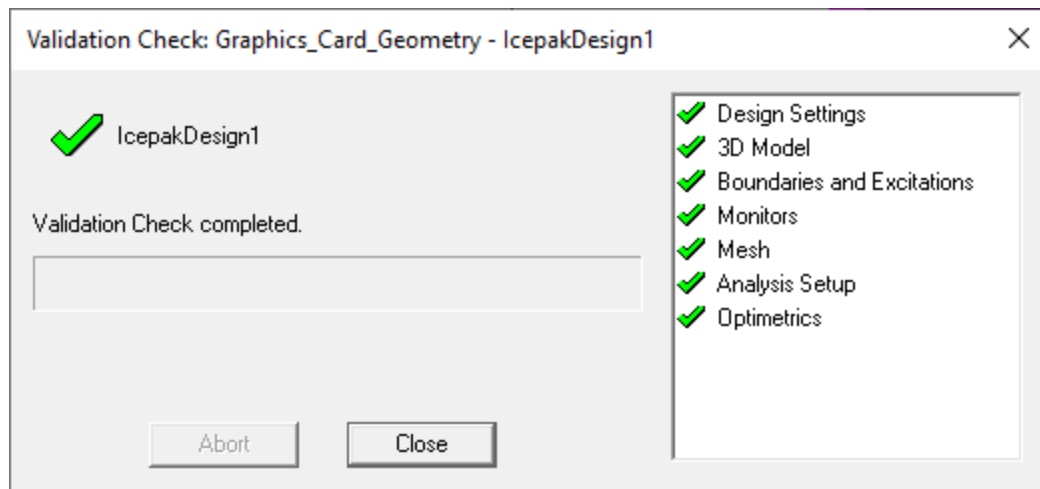 Validation Check: Graphics_Card_Geometry - IcepakDesign1
IcepakDesign1
Validation Check completed.
Abort
Close
Design Settings
3D Model
Boundaries and Excitations
Monitors
Mesh
Analysis Setup
Optimetrics